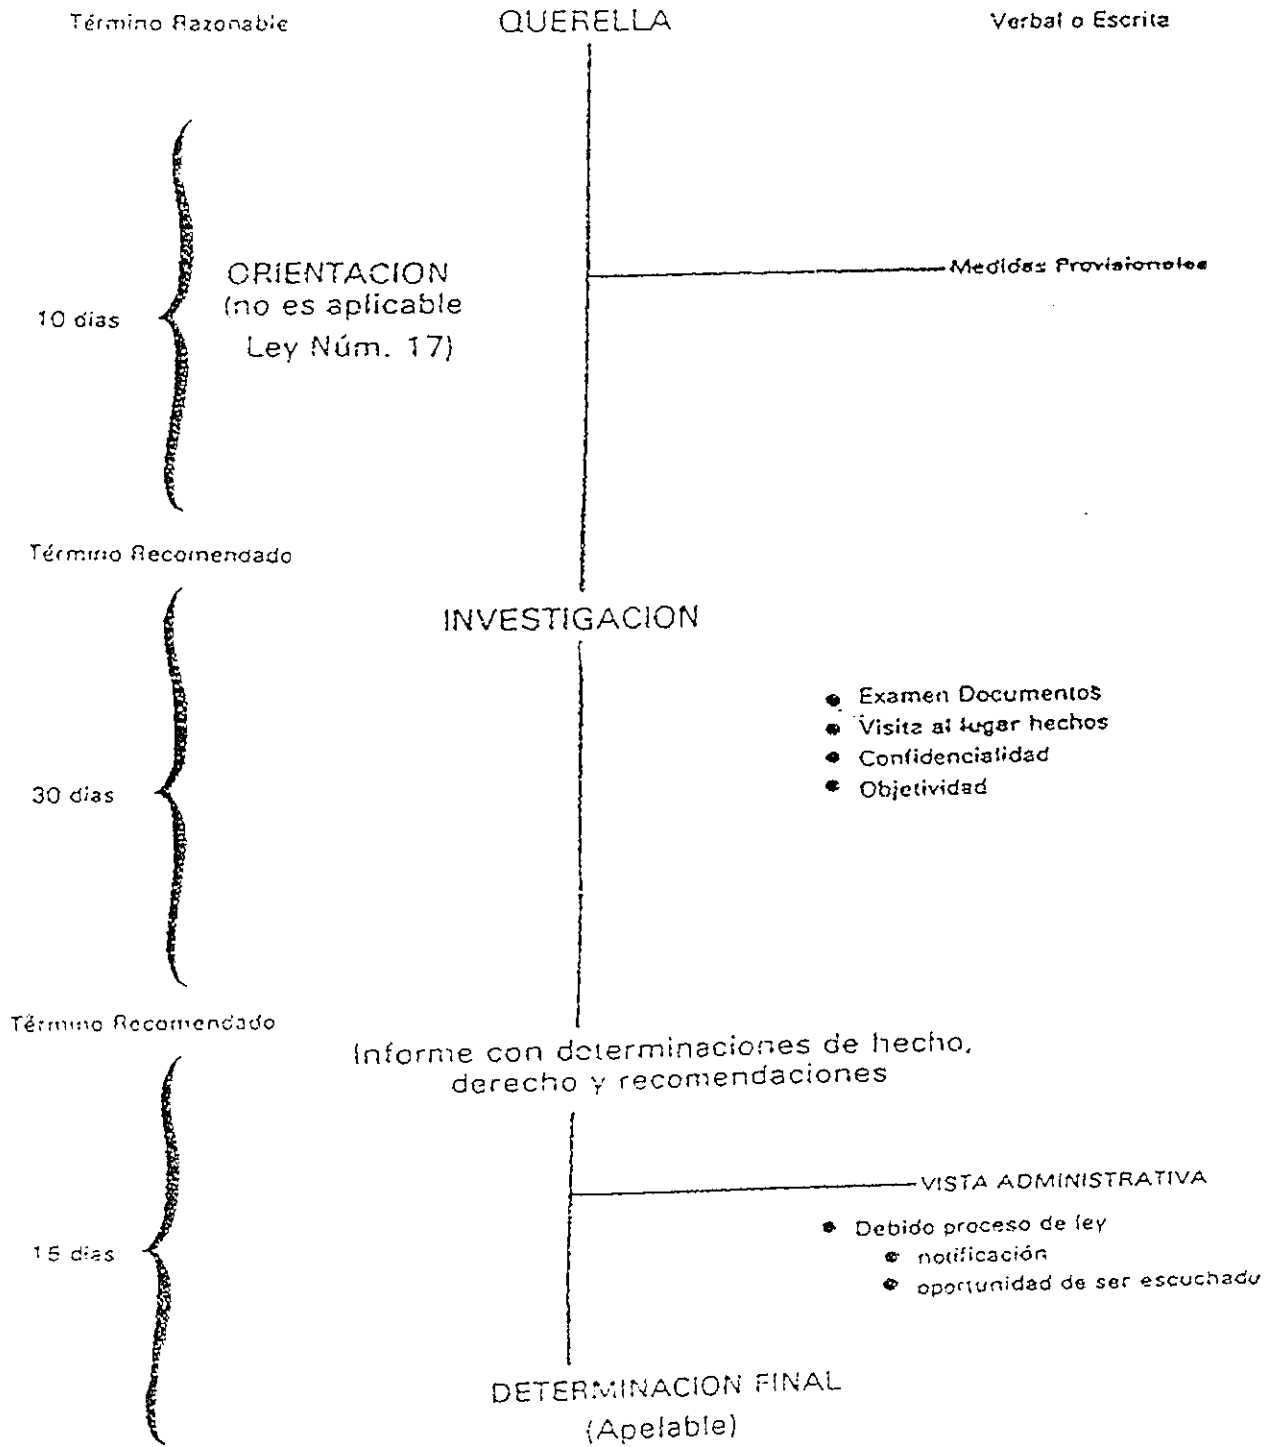 Término Razonable
QUERELLA
Verbal o Escrita
10 días
ORIENTACION
(no es aplicable
Ley Núm. 17)
Medidas Provisionales
Término Recomendado
INVESTIGACION
30 días
• Examen Documentos
• Visita al lugar hechos
• Confidencialidad
• Objetividad
Término Recomendado
Informe con determinaciones de hecho,
derecho y recomendaciones
VISTA ADMINISTRATIVA
15 días
• Debido proceso de ley
• notificación
• oportunidad de ser escuchado
DETERMINACION FINAL
(Apelable)